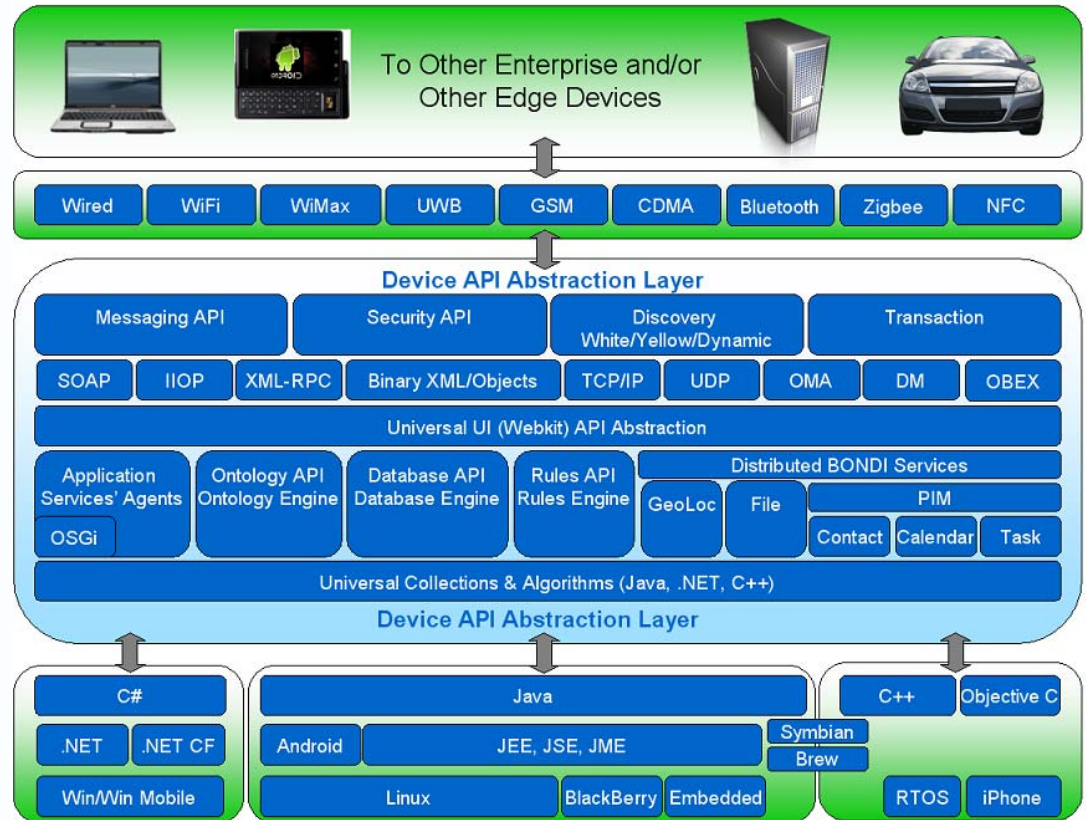 To Other Enterprise and/or
Other Edge Devices
Wired
WiFi
WiMax
UWB
GSM
CDMA
Bluetooth
Zigbee
NFC
Device API Abstraction Layer
Messaging API
Security API
Discovery
White/Yellow/Dynamic
Transaction
SOAP
IIOP
XML-RPC
Binary XML/Objects
TCP/IP
UDP
OMA
DM
OBEX
Universal UI (Webkit) API Abstraction
Application
Services' Agents
OSGi
Ontology API
Ontology Engine
Database API
Database Engine
Rules API
Rules Engine
Distributed BONDI Services
GeoLoc
File
PIM
Contact
Calendar
Task
Universal Collections & Algorithms (Java, .NET, C++)
Device API Abstraction Layer
C#
.NET
.NET CF
Win/Win Mobile
Java
Android
JEE, JSE, JME
Linux
BlackBerry
Embedded
Symbian
Brew
C++
Objective C
RTOS
iPhone